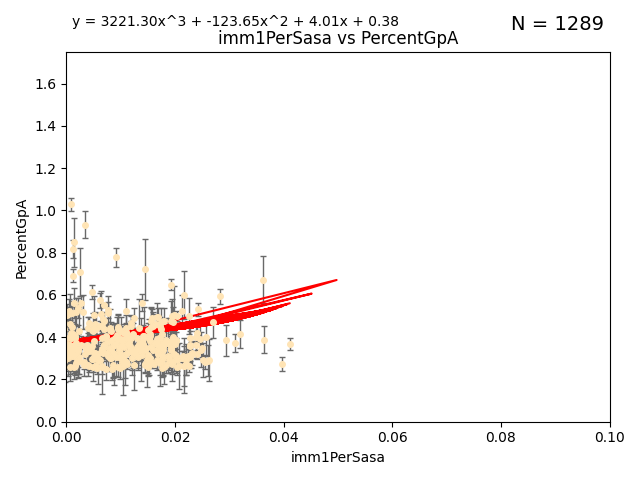 y = 3221.30x^3 + -123.65x^2 + 4.01x + 0.38
N = 1289
imm1PerSasa vs PercentGpA
PercentGpA
1.6
1.4
1.2
1.0
0.8
0.6
0.4
0.2
0.0
0.00 0.02 0.04 0.06 0.08 0.10
imm1PerSasa